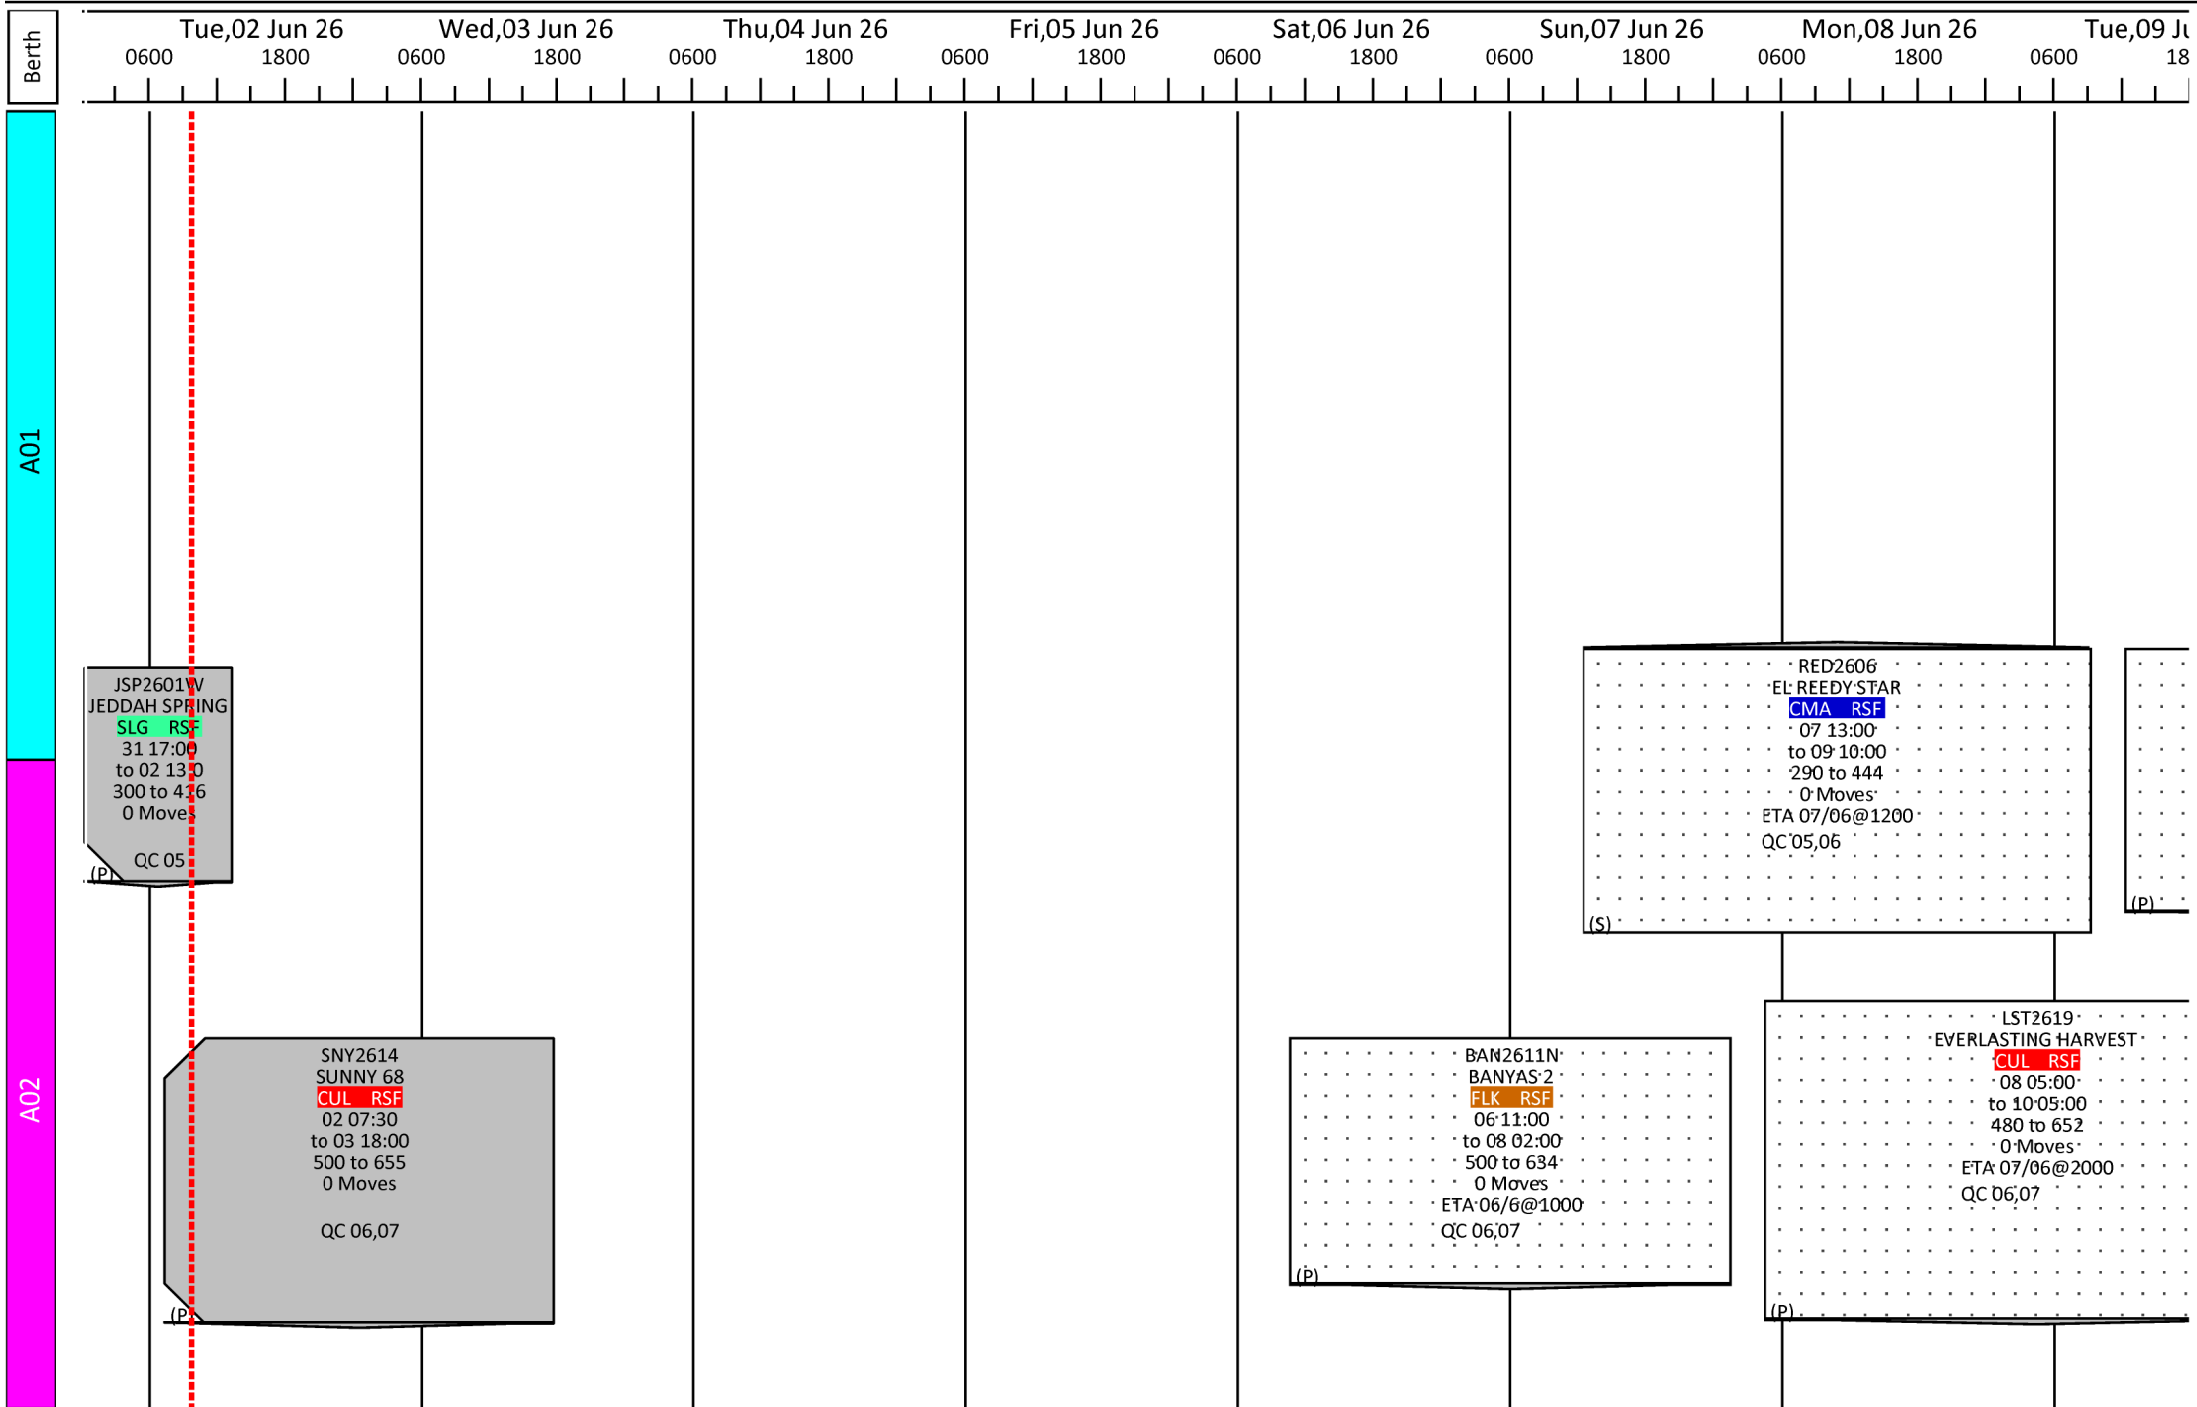 Berth
Tue,02 Jun 26
Wed,03 Jun 26
Thu,04 Jun 26
Fri,05 Jun 26
Sat,06 Jun 26
Sun,07 Jun 26
Mon,08 Jun 26
Tue,09 Ju
0600 1800 0600 1800 0600 1800 0600 1800 0600 1800 0600 1800 0600 1800 0600 18
A01
JSP2601W
JEDDAH SPRING
SLG RSF
31 17:00
to 02 13:0
300 to 416
0 Moves
QC 05
(P)
RED2606
EL REEDY STAR
CMA RSF
07 13:00
to 09 10:00
290 to 444
0 Moves
ETA 07/06@1200
QC 05,06
(S)
(P)
A02
SNY2614
SUNNY 68
CUL RSF
02 07:30
to 03 18:00
500 to 655
0 Moves
QC 06,07
(P)
BAN2611N
BANYAS 2
FLK RSF
06 11:00
to 08 02:00
500 to 634
0 Moves
ETA 06/6@1000
QC 06,07
(P)
LST2619
EVERLASTING HARVEST
CUL RSF
08 05:00
to 10 05:00
480 to 652
0 Moves
ETA 07/06@2000
QC 06,07
(P)